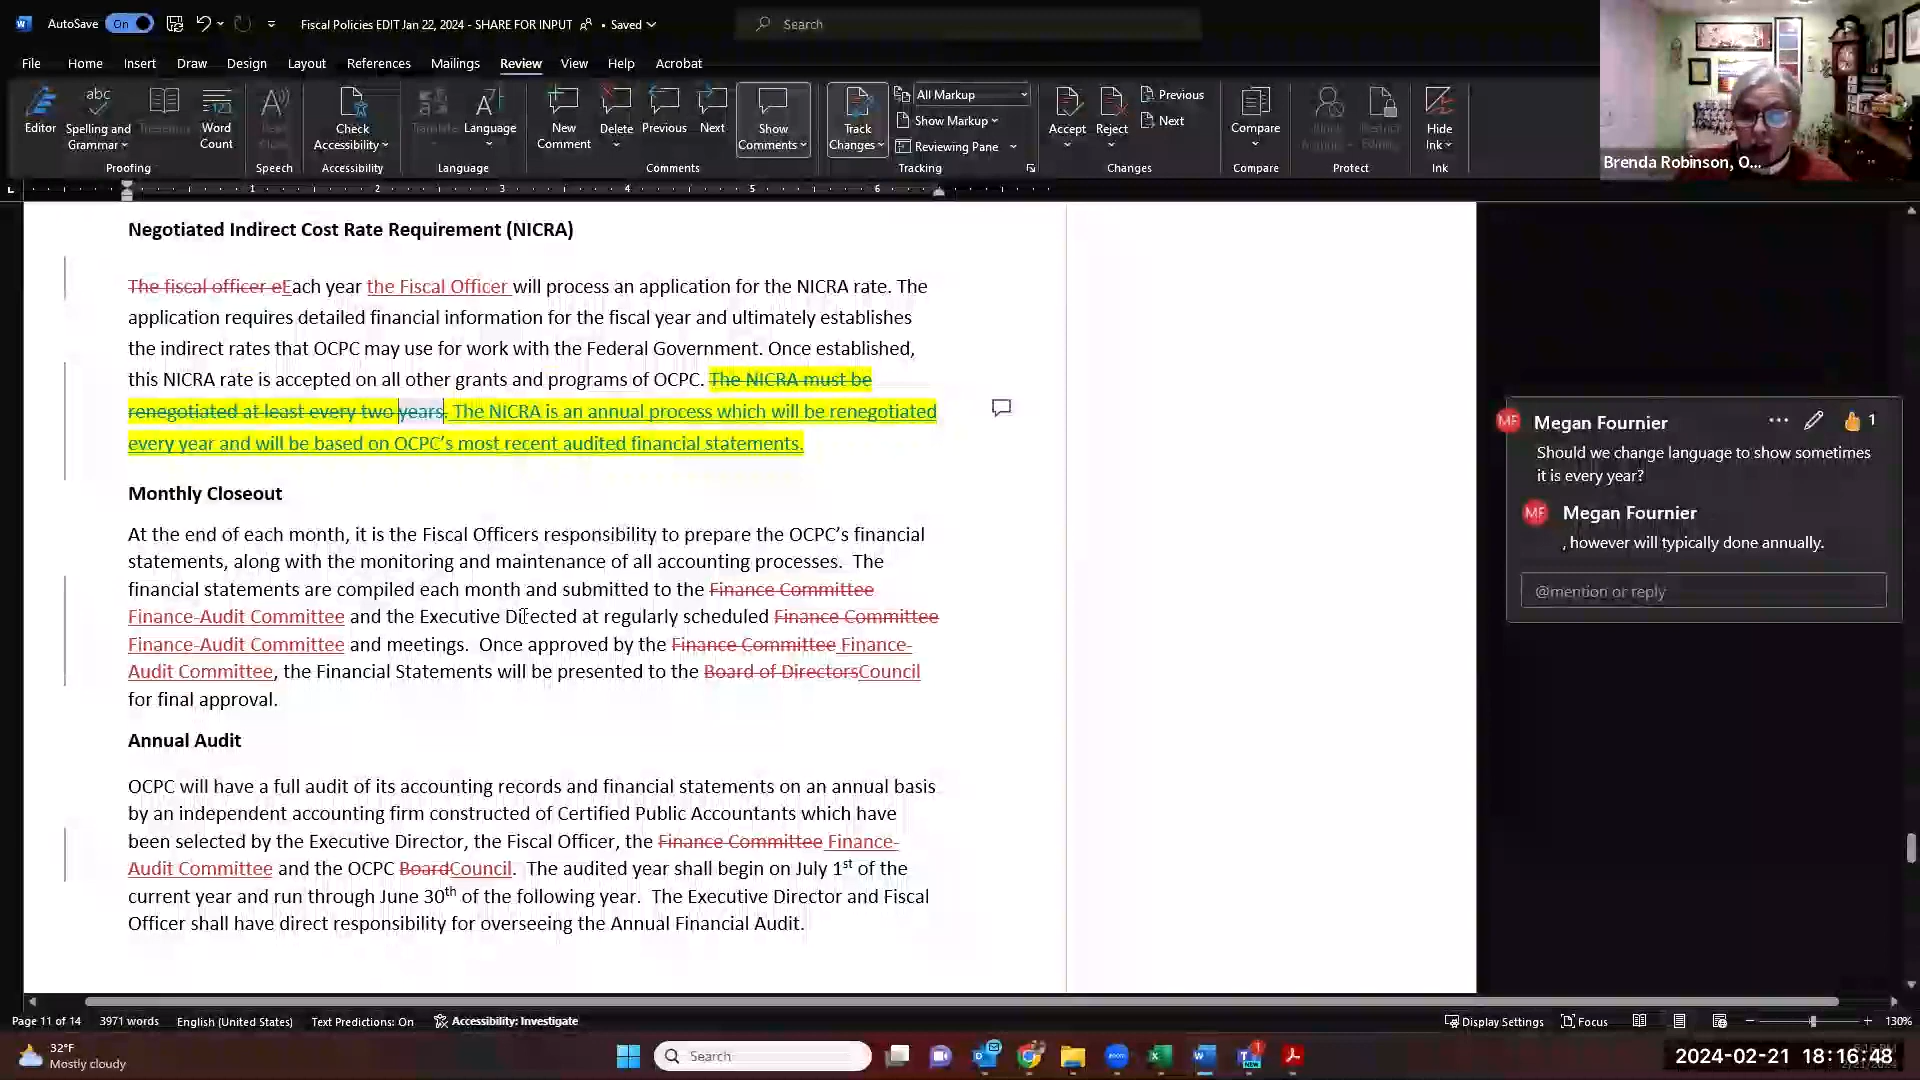 AutoSave On Fiscal Policies EDIT Jan 22, 2024 - SHARE FOR INPUT • Saved Search
File Home Insert Draw Design Layout References Mailings Review View Help Acrobat
Editor Spelling and Grammar Thesaurus Word Count Read Aloud Check Accessibility Translate Language New Comment Delete Previous Next Show Comments Track Changes All Markup Show Markup Reviewing Pane Accept Reject Previous Next Compare Block Authors Restrict Editing Hide Ink
Proofing Speech Accessibility Language Comments Tracking Changes Compare Protect Ink
Brenda Robinson, O...
1 2 3 4 5 6
Negotiated Indirect Cost Rate Requirement (NICRA)
The fiscal officer eEach year the Fiscal Officer will process an application for the NICRA rate. The
application requires detailed financial information for the fiscal year and ultimately establishes
the indirect rates that OCPC may use for work with the Federal Government. Once established,
this NICRA rate is accepted on all other grants and programs of OCPC. The NICRA must be
renegotiated at least every two years. The NICRA is an annual process which will be renegotiated
every year and will be based on OCPC’s most recent audited financial statements.
Monthly Closeout
At the end of each month, it is the Fiscal Officers responsibility to prepare the OCPC’s financial
statements, along with the monitoring and maintenance of all accounting processes. The
financial statements are compiled each month and submitted to the Finance Committee
Finance-Audit Committee and the Executive Directed at regularly scheduled Finance Committee
Finance-Audit Committee and meetings. Once approved by the Finance Committee Finance-
Audit Committee, the Financial Statements will be presented to the Board of DirectorsCouncil
for final approval.
Annual Audit
OCPC will have a full audit of its accounting records and financial statements on an annual basis
by an independent accounting firm constructed of Certified Public Accountants which have
been selected by the Executive Director, the Fiscal Officer, the Finance Committee Finance-
Audit Committee and the OCPC BoardCouncil. The audited year shall begin on July 1st of the
current year and run through June 30th of the following year. The Executive Director and Fiscal
Officer shall have direct responsibility for overseeing the Annual Financial Audit.
MF Megan Fournier 1
Should we change language to show sometimes
it is every year?
MF Megan Fournier
, however will typically done annually.
@mention or reply
Page 11 of 14 3971 words English (United States) Text Predictions: On Accessibility: Investigate Display Settings Focus 130%
32°F
Mostly cloudy
Search
2024-02-21 18:16:48